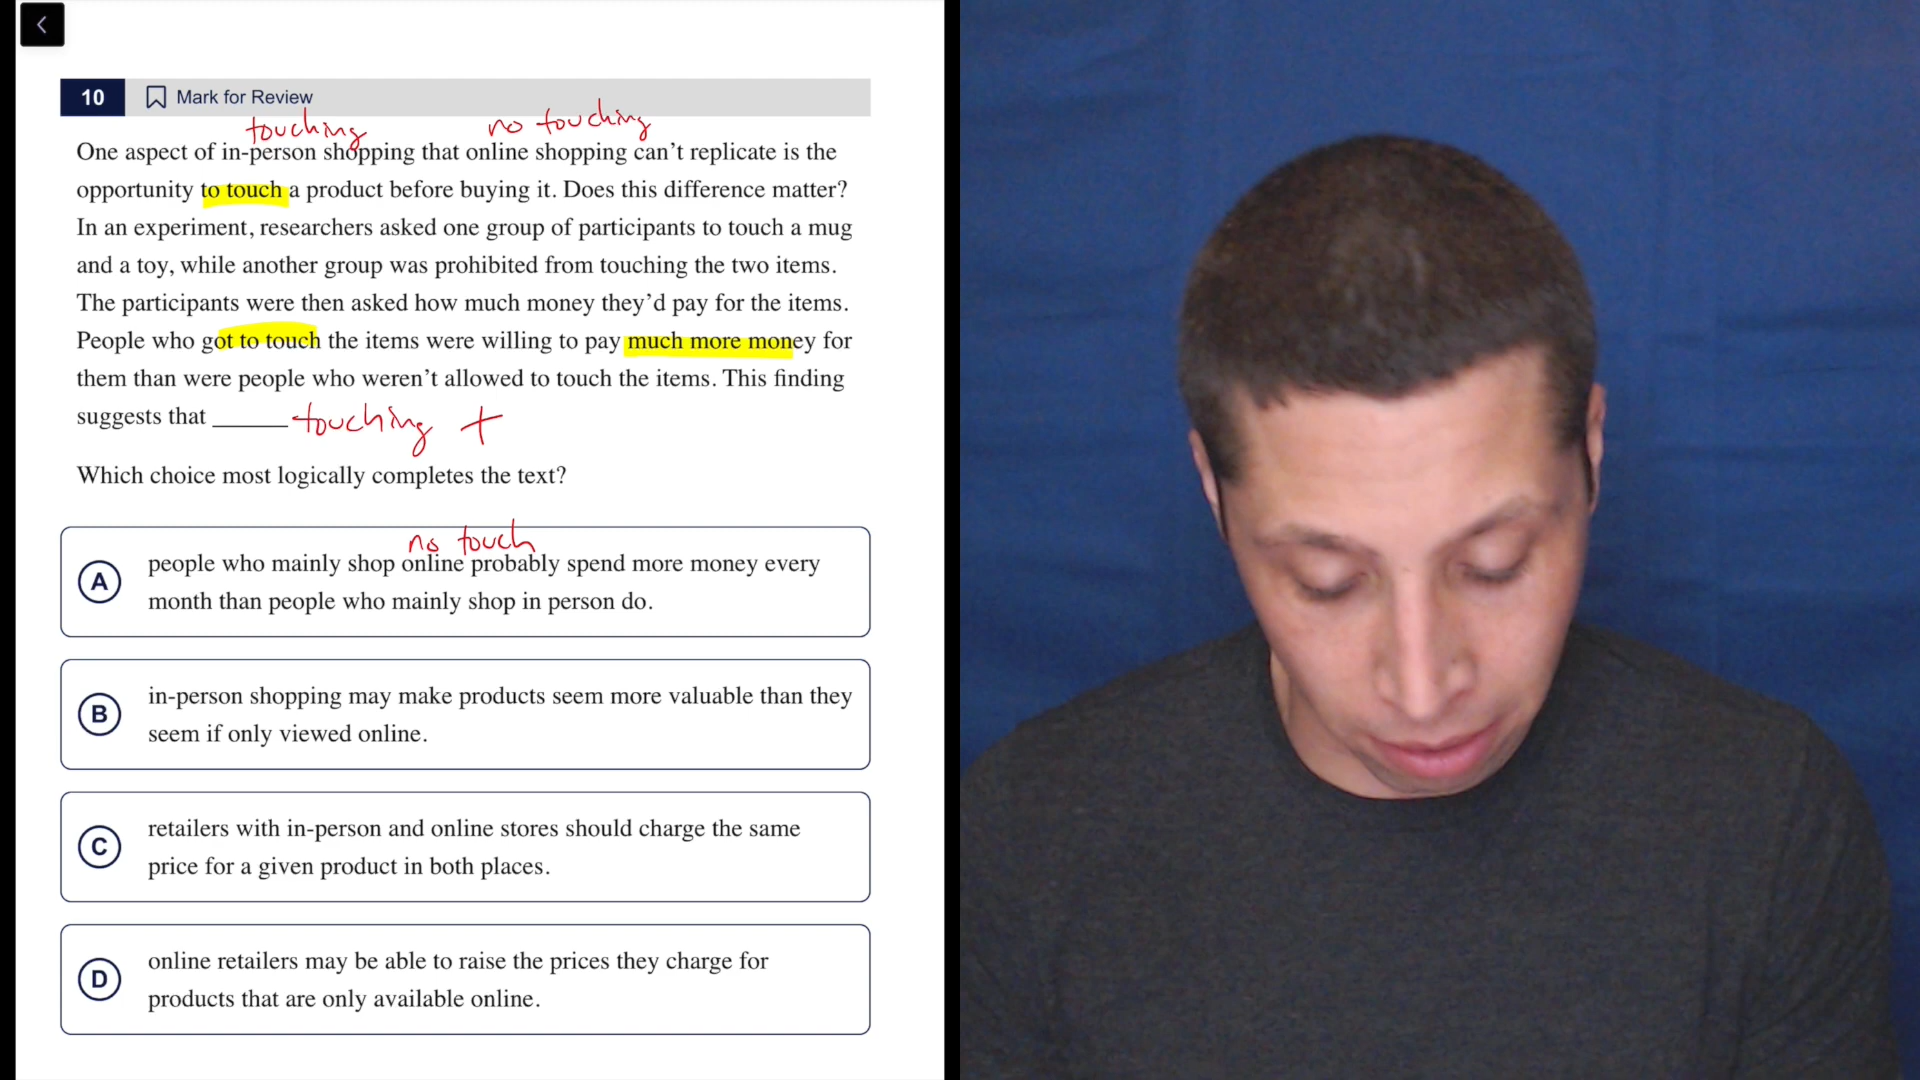 10 Mark for Review
touching no touching
One aspect of in-person shopping that online shopping can’t replicate is the
opportunity to touch a product before buying it. Does this difference matter?
In an experiment, researchers asked one group of participants to touch a mug
and a toy, while another group was prohibited from touching the two items.
The participants were then asked how much money they’d pay for the items.
People who got to touch the items were willing to pay much more money for
them than were people who weren’t allowed to touch the items. This finding
suggests that ______ touching +
Which choice most logically completes the text?
no touch
A people who mainly shop online probably spend more money every
month than people who mainly shop in person do.
B in-person shopping may make products seem more valuable than they
seem if only viewed online.
C retailers with in-person and online stores should charge the same
price for a given product in both places.
D online retailers may be able to raise the prices they charge for
products that are only available online.